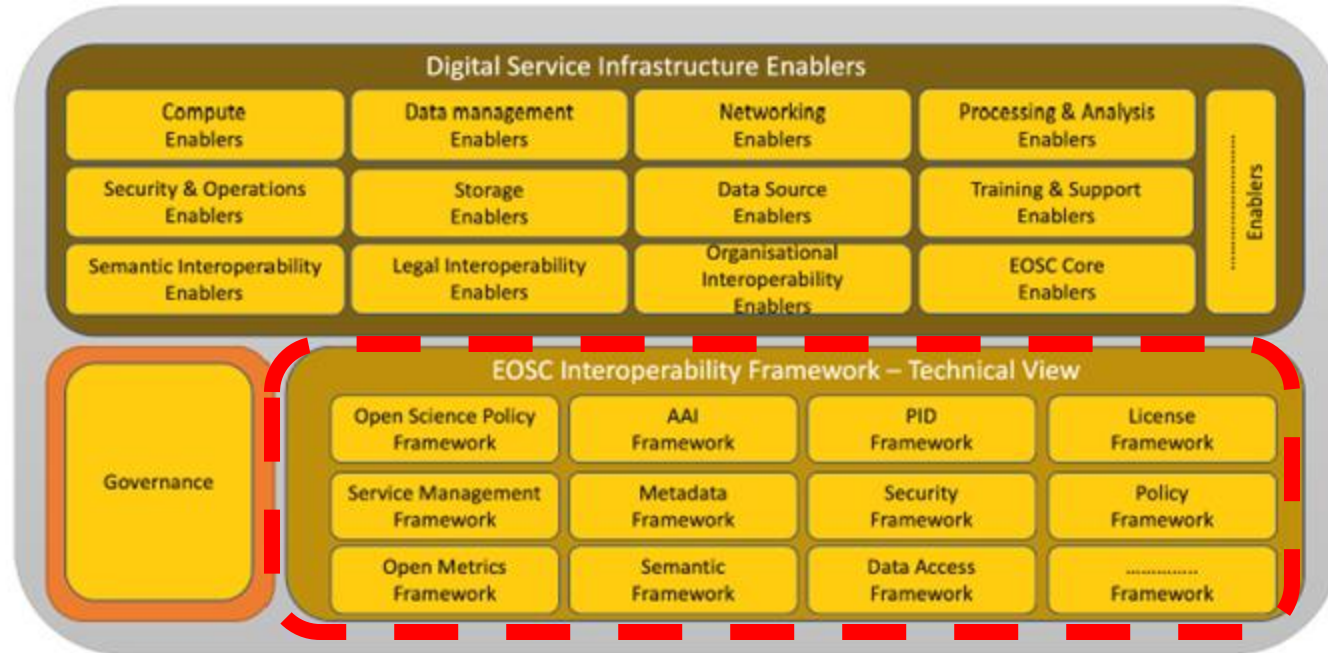 Digital Service Infrastructure Enablers
Compute
Enablers
Data management
Enablers
Networking
Enablers
Processing & Analysis
Enablers
Security & Operations
Enablers
Storage
Enablers
Data Source
Enablers
Training & Support
Enablers
Semantic Interoperability
Enablers
Legal Interoperability
Enablers
Organisational
Interoperability
Enablers
EOSC Core
Enablers
........................
Enablers
Governance
EOSC Interoperability Framework – Technical View
Open Science Policy
Framework
AAI
Framework
PID
Framework
License
Framework
Service Management
Framework
Metadata
Framework
Security
Framework
Policy
Framework
Open Metrics
Framework
Semantic
Framework
Data Access
Framework
..............
Framework